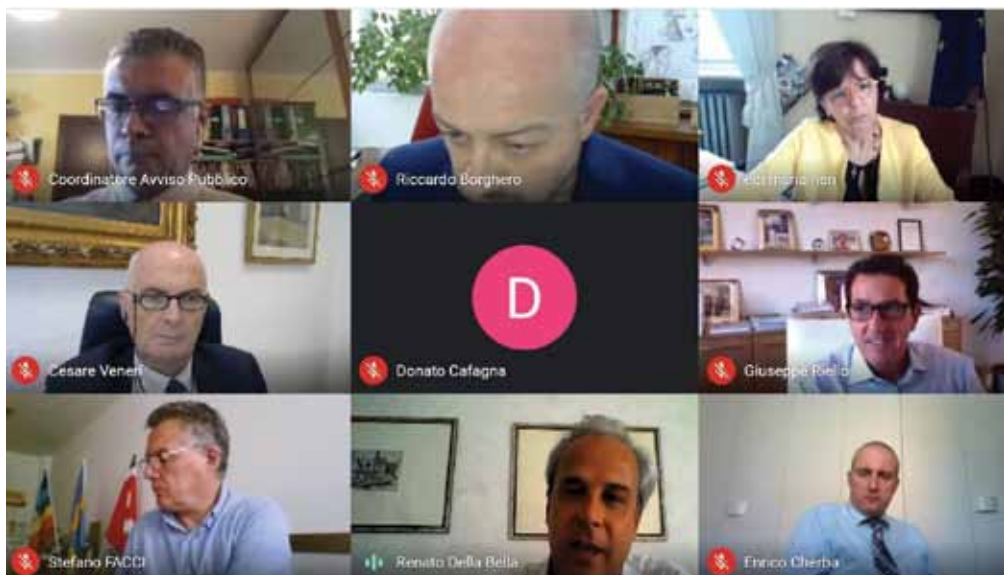 Coordinatore Avviso Pubblico
Riccardo Borghero
Cesare Veneri
D
Donato Cafagna
Giuseppe Riello
Stefano FACCI
Renato Della Bella
Enrico Cherba